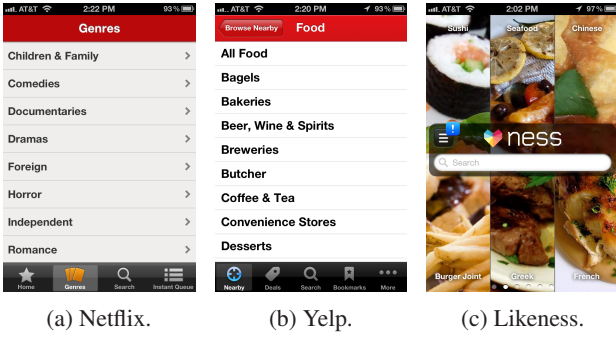 AT&T 2:22 PM 93%
Genres
Children & Family
Comedies
Documentaries
Dramas
Foreign
Horror
Independent
Romance
Home Genres Search Instant Queue
(a) Netflix.
AT&T 2:20 PM 93%
Browse Nearby Food
All Food
Bagels
Bakeries
Beer, Wine & Spirits
Breweries
Butcher
Coffee & Tea
Convenience Stores
Desserts
Nearby Deals Search Bookmarks More
(b) Yelp.
AT&T 2:02 PM 97%
Sushi Seafood Chinese
! ness
Search
Burger Joint Greek French
(c) Likeness.